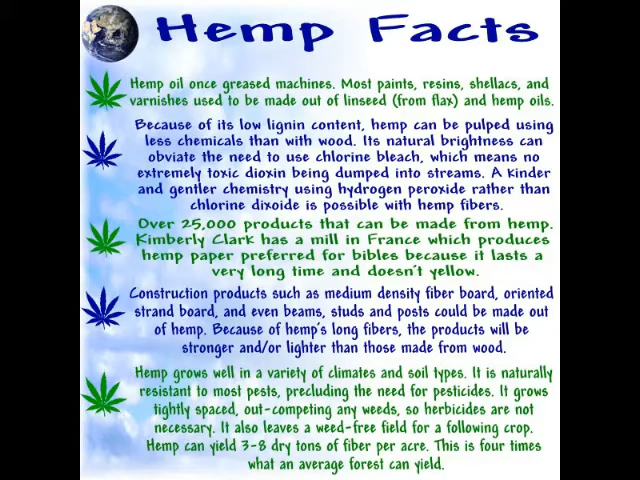 Hemp Facts
Hemp oil once greased machines. Most paints, resins, shellacs, and
varnishes used to be made out of linseed (from flax) and hemp oils.
Because of its low lignin content, hemp can be pulped using
less chemicals than with wood. Its natural brightness can
obviate the need to use chlorine bleach, which means no
extremely toxic dioxin being dumped into streams. A kinder
and gentler chemistry using hydrogen peroxide rather than
chlorine dixoide is possible with hemp fibers.
Over 25,000 products that can be made from hemp.
Kimberly Clark has a mill in France which produces
hemp paper preferred for bibles because it lasts a
very long time and doesn't yellow.
Construction products such as medium density fiber board, oriented
strand board, and even beams, studs and posts could be made out
of hemp. Because of hemp's long fibers, the products will be
stronger and/or lighter than those made from wood.
Hemp grows well in a variety of climates and soil types. It is naturally
resistant to most pests, precluding the need for pesticides. It grows
tightly spaced, out-competing any weeds, so herbicides are not
necessary. It also leaves a weed-free field for a following crop.
Hemp can yield 3-8 dry tons of fiber per acre. This is four times
what an average forest can yield.